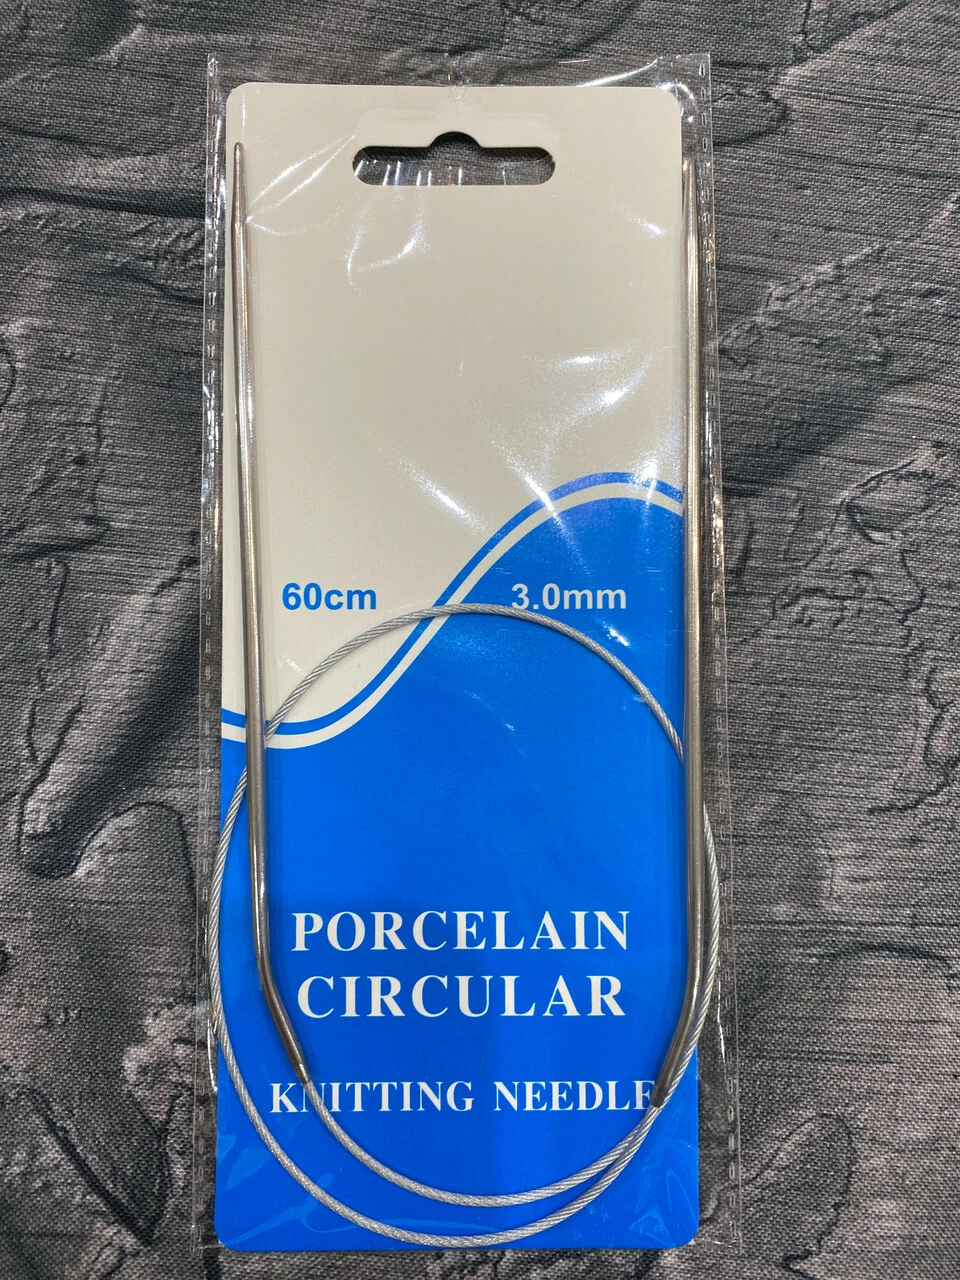 60cm 3.0mm
PORCELAIN
CIRCULAR
KNITTING NEEDLE